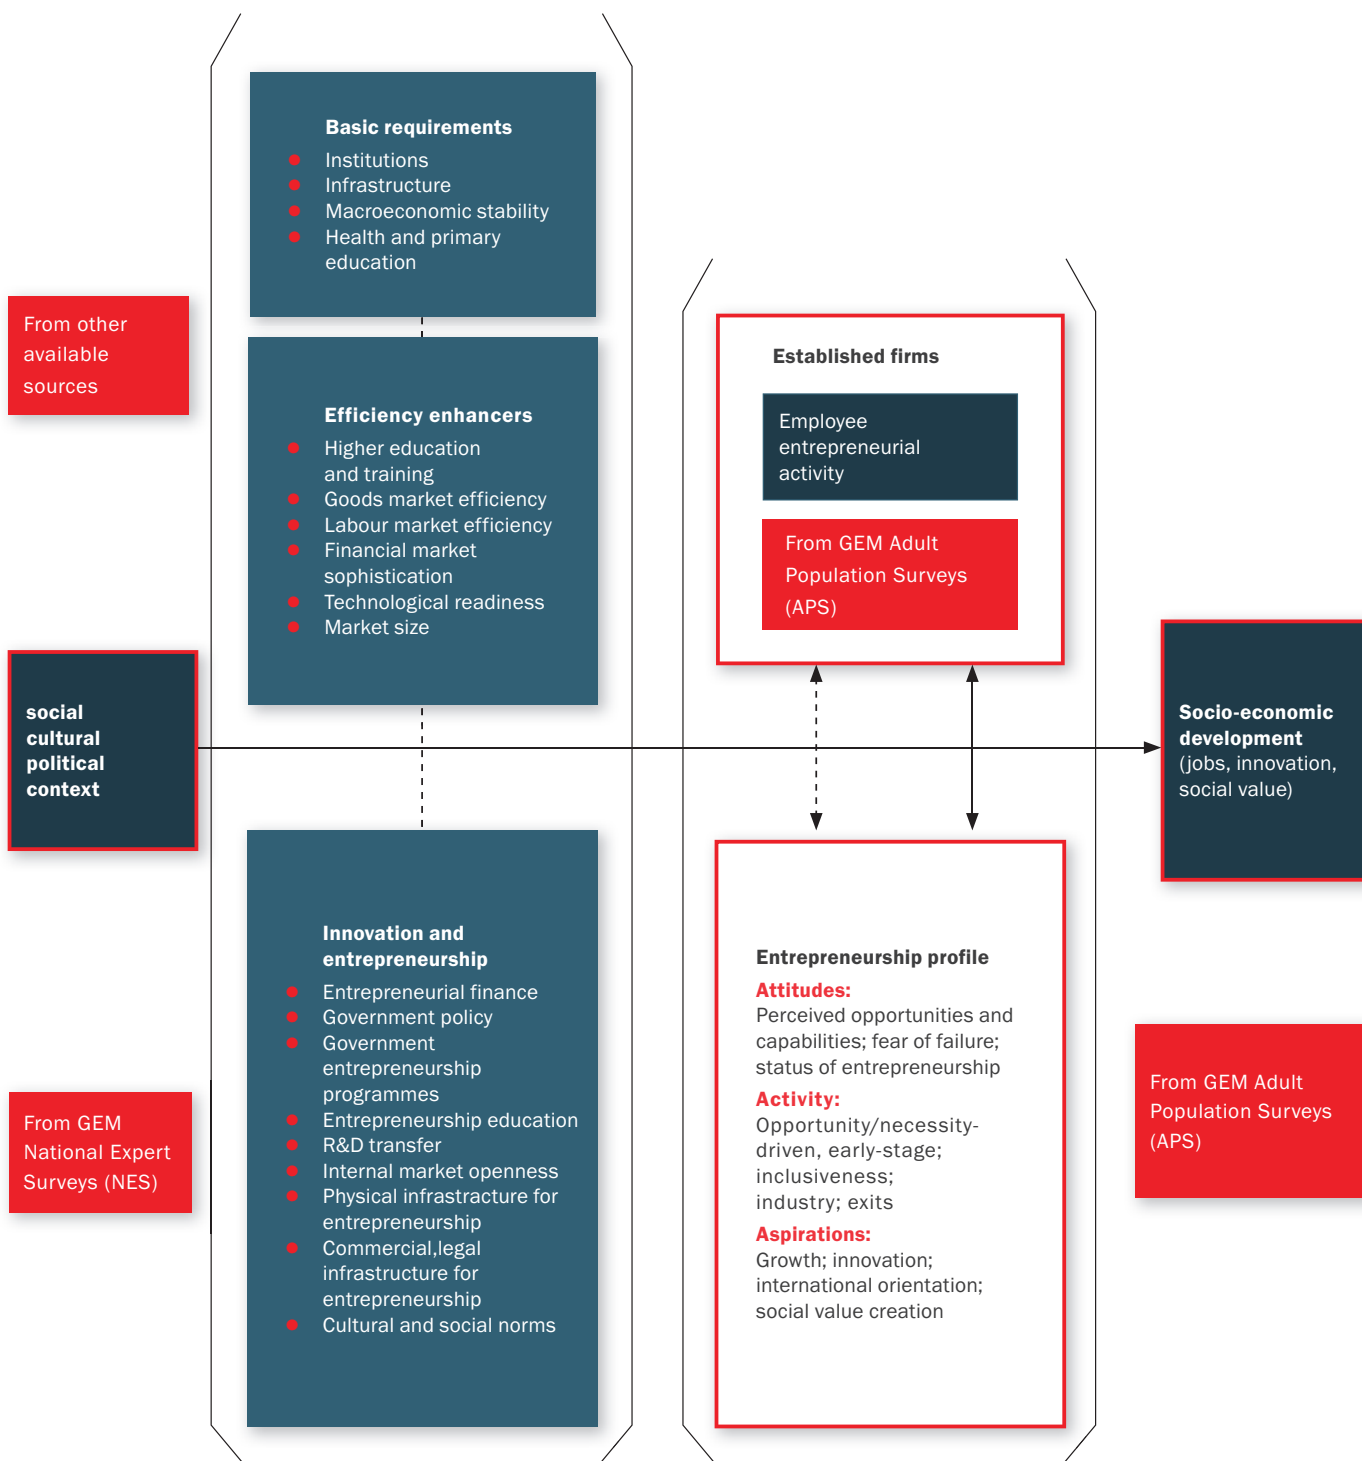 Basic requirements
Institutions
Infrastructure
Macroeconomic stability
Health and primary
education
From other
available
sources
Efficiency enhancers
Higher education
and training
Goods market efficiency
Labour market efficiency
Financial market
sophistication
Technological readiness
Market size
social
cultural
political
context
Innovation and
entrepreneurship
Entrepreneurial finance
Government policy
Government
entrepreneurship
programmes
Entrepreneurship education
R&D transfer
Internal market openness
Physical infrastracture for
entrepreneurship
Commercial,legal
infrastructure for
entrepreneurship
Cultural and social norms
From GEM
National Expert
Surveys (NES)
Established firms
Employee
entrepreneurial
activity
From GEM Adult
Population Surveys
(APS)
Entrepreneurship profile
Attitudes:
Perceived opportunities and
capabilities; fear of failure;
status of entrepreneurship
Activity:
Opportunity/necessity-
driven, early-stage;
inclusiveness;
industry; exits
Aspirations:
Growth; innovation;
international orientation;
social value creation
Socio-economic
development
(jobs, innovation,
social value)
From GEM Adult
Population Surveys
(APS)